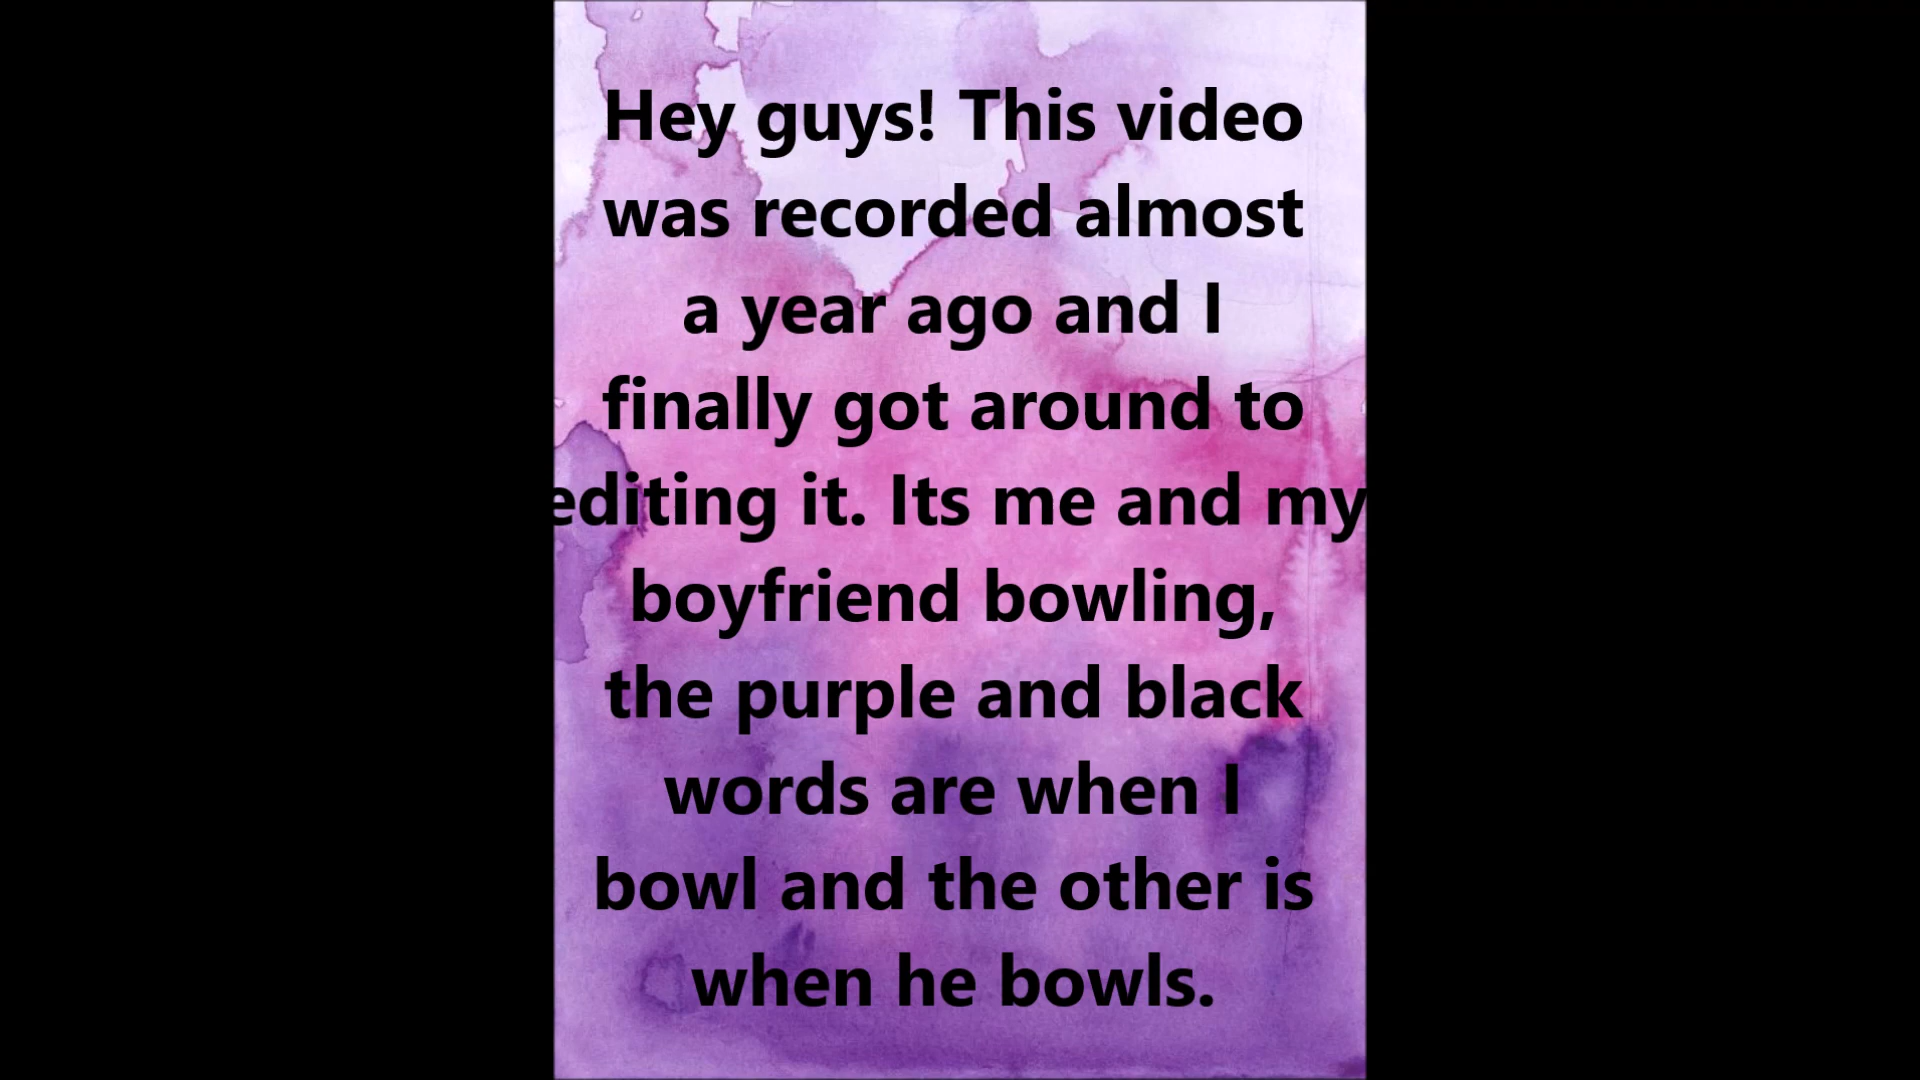 Hey guys! This video
was recorded almost
a year ago and I
finally got around to
editing it. Its me and my
boyfriend bowling,
the purple and black
words are when I
bowl and the other is
when he bowls.